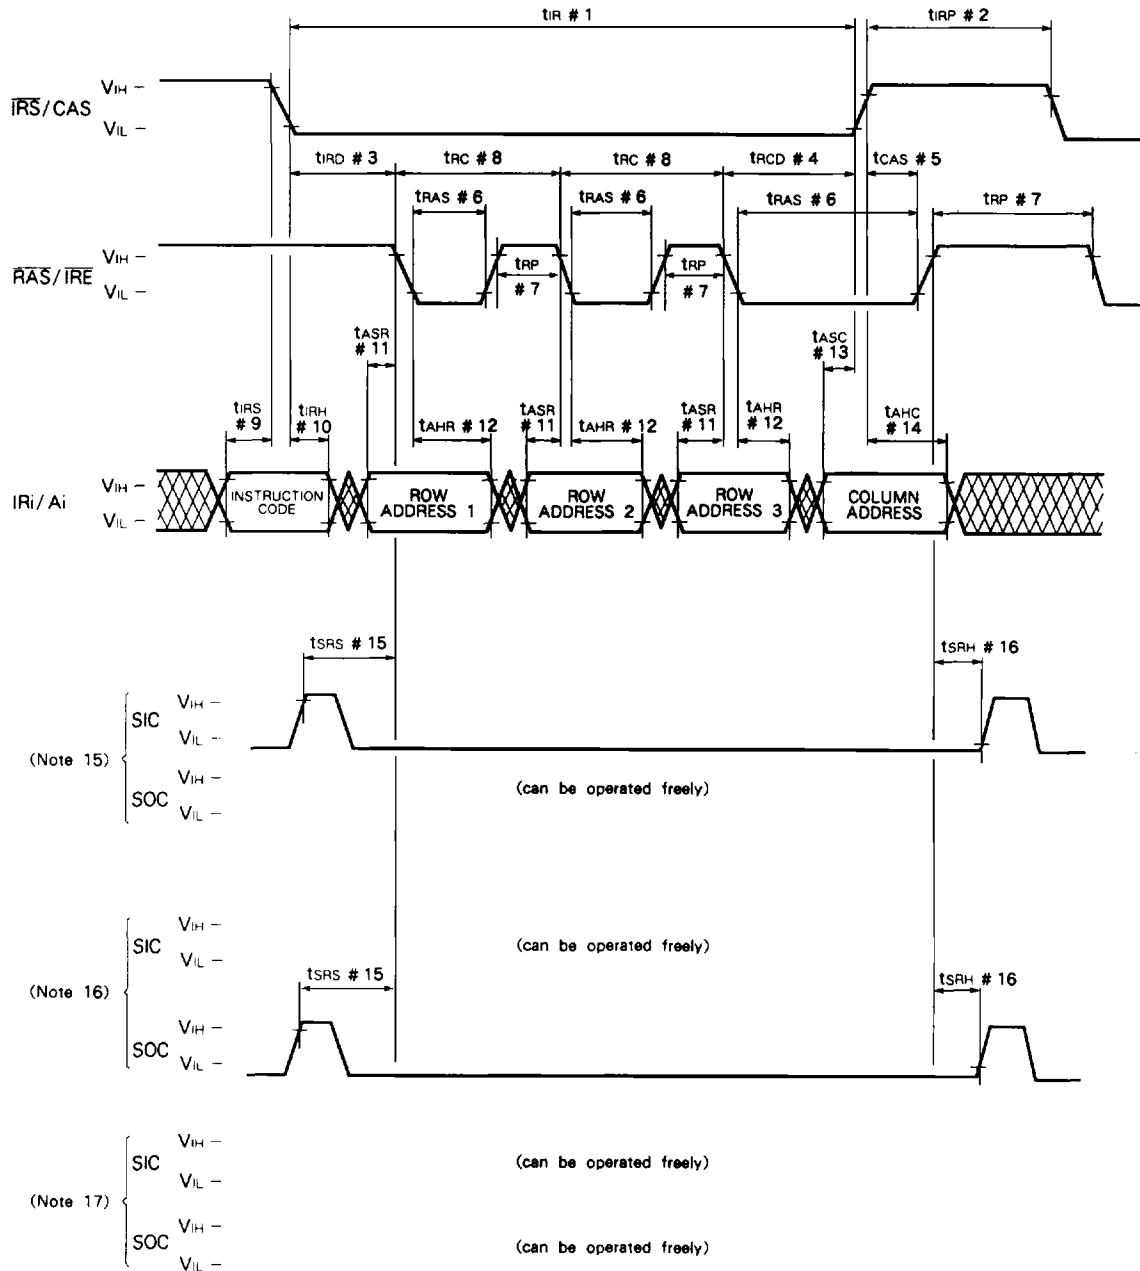 tIR # 1
tIRP # 2
IRS/CAS
VIH
VIL
tIRD # 3
tRC # 8
tRC # 8
tRCD # 4
tCAS # 5
tRAS # 6
tRAS # 6
tRAS # 6
tRP # 7
RAS/IRE
VIH
VIL
tRP
# 7
tRP
# 7
tASR
# 11
tASC
# 13
tIRS
# 9
tIRH
# 10
tAHR # 12
tASR
# 11
tAHR # 12
tASR
# 11
tAHR
# 12
tAHC
# 14
IRi/Ai
VIH
VIL
INSTRUCTION
CODE
ROW
ADDRESS 1
ROW
ADDRESS 2
ROW
ADDRESS 3
COLUMN
ADDRESS
tSRS # 15
tSRH # 16
(Note 15)
SIC
VIH
VIL
SOC
VIH
VIL
(can be operated freely)
(Note 16)
SIC
VIH
VIL
(can be operated freely)
tSRS # 15
tSRH # 16
SOC
VIH
VIL
(Note 17)
SIC
VIH
VIL
(can be operated freely)
SOC
VIH
VIL
(can be operated freely)